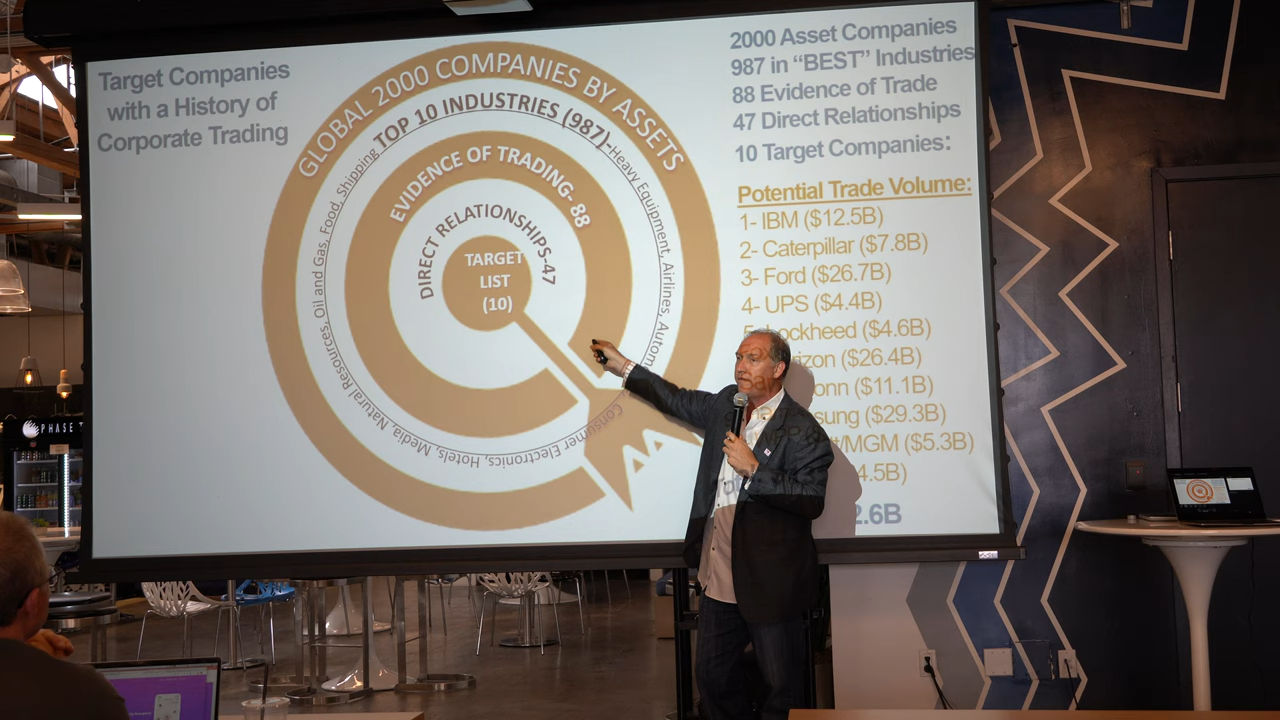 Target Companies
with a History of
Corporate Trading
GLOBAL 2000 COMPANIES BY ASSETS
TOP 10 INDUSTRIES (987)-Heavy Equipment, Airlines, Autom
Consumer Electronics, Hotels, Media, Natural Resources, Oil and Gas, Food, Shipping
EVIDENCE OF TRADING- 88
DIRECT RELATIONSHIPS-47
TARGET
LIST
(10)
2000 Asset Companies
987 in “BEST” Industries
88 Evidence of Trade
47 Direct Relationships
10 Target Companies:
Potential Trade Volume:
1- IBM ($12.5B)
2- Caterpillar ($7.8B)
3- Ford ($26.7B)
4- UPS ($4.4B)
5- Lockheed ($4.6B)
izon ($26.4B)
onn ($11.1B)
sung ($29.3B)
t/MGM ($5.3B)
4.5B)
2.6B
PHASE